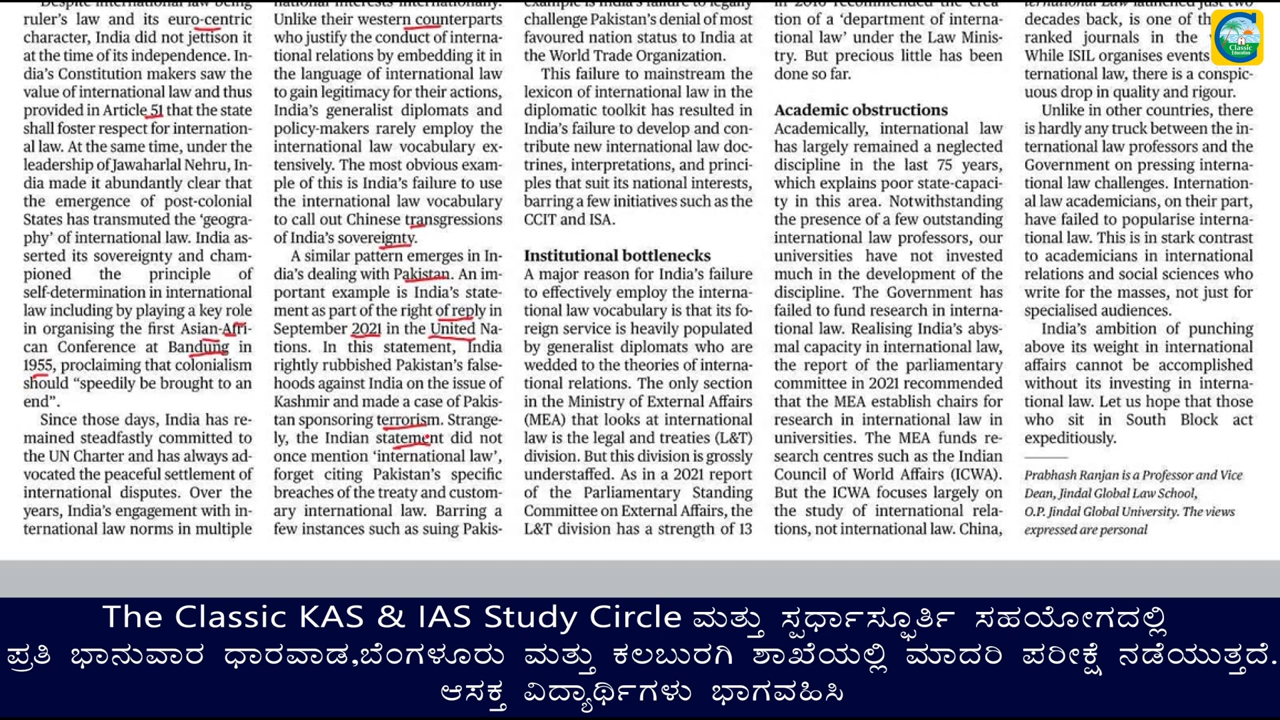 Despite international law being
ruler's law and its euro-centric
character, India did not jettison it
at the time of its independence. In-
dia's Constitution makers saw the
value of international law and thus
provided in Article 51 that the state
shall foster respect for internation-
al law. At the same time, under the
leadership of Jawaharlal Nehru, In-
dia made it abundantly clear that
the emergence of post-colonial
States has transmuted the 'geogra-
phy' of international law. India as-
serted its sovereignty and cham-
pioned the principle of
self-determination in international
law including by playing a key role
in organising the first Asian-Afri-
can Conference at Bandung in
1955, proclaiming that colonialism
should "speedily be brought to an
end".
Since those days, India has re-
mained steadfastly committed to
the UN Charter and has always ad-
vocated the peaceful settlement of
international disputes. Over the
years, India's engagement with in-
ternational law norms in multiple
Unlike their western counterparts
who justify the conduct of interna-
tional relations by embedding it in
the language of international law
to gain legitimacy for their actions,
India's generalist diplomats and
policy-makers rarely employ the
international law vocabulary ex-
tensively. The most obvious exam-
ple of this is India's failure to use
the international law vocabulary
to call out Chinese transgressions
of India's sovereignty.
A similar pattern emerges in In-
dia's dealing with Pakistan. An im-
portant example is India's state-
ment as part of the right of reply in
September 2021 in the United Na-
tions. In this statement, India
rightly rubbished Pakistan's false-
hoods against India on the issue of
Kashmir and made a case of Pakis-
tan sponsoring terrorism. Strange-
ly, the Indian statement did not
once mention 'international law',
forget citing Pakistan's specific
breaches of the treaty and custom-
ary international law. Barring a
few instances such as suing Pakis-
challenge Pakistan's denial of most
favoured nation status to India at
the World Trade Organization.
This failure to mainstream the
lexicon of international law in the
diplomatic toolkit has resulted in
India's failure to develop and con-
tribute new international law doc-
trines, interpretations, and princi-
ples that suit its national interests,
barring a few initiatives such as the
CCIT and ISA.
Institutional bottlenecks
A major reason for India's failure
to effectively employ the interna-
tional law vocabulary is that its fo-
reign service is heavily populated
by generalist diplomats who are
wedded to the theories of interna-
tional relations. The only section
in the Ministry of External Affairs
(MEA) that looks at international
law is the legal and treaties (L&T)
division. But this division is grossly
understaffed. As in a 2021 report
of the Parliamentary Standing
Committee on External Affairs, the
L&T division has a strength of 13
tion of a 'department of interna-
tional law' under the Law Minis-
try. But precious little has been
done so far.
Academic obstructions
Academically, international law
has largely remained a neglected
discipline in the last 75 years,
which explains poor state-capaci-
ty in this area. Notwithstanding
the presence of a few outstanding
international law professors, our
universities have not invested
much in the development of the
discipline. The Government has
failed to fund research in interna-
tional law. Realising India's abys-
mal capacity in international law,
the report of the parliamentary
committee in 2021 recommended
that the MEA establish chairs for
research in international law in
universities. The MEA funds re-
search centres such as the Indian
Council of World Affairs (ICWA).
But the ICWA focuses largely on
the study of international rela-
tions, not international law. China,
decades back, is one of the
ranked journals in the
While ISIL organises events
ternational law, there is a conspic-
uous drop in quality and rigour.
Unlike in other countries, there
is hardly any truck between the in-
ternational law professors and the
Government on pressing interna-
tional law challenges. Internation-
al law academicians, on their part,
have failed to popularise interna-
tional law. This is in stark contrast
to academicians in international
relations and social sciences who
write for the masses, not just for
specialised audiences.
India's ambition of punching
above its weight in international
affairs cannot be accomplished
without its investing in interna-
tional law. Let us hope that those
who sit in South Block act
expeditiously.
Prabhash Ranjan is a Professor and Vice
Dean, Jindal Global Law School,
O.P. Jindal Global University. The views
expressed are personal
Classic
Education
The Classic KAS & IAS Study Circle ಮತ್ತು ಸ್ಪರ್ಧಾಸ್ಫೂರ್ತಿ ಸಹಯೋಗದಲ್ಲಿ
ಪ್ರತಿ ಭಾನುವಾರ ಧಾರವಾಡ,ಬೆಂಗಳೂರು ಮತ್ತು ಕಲಬುರಗಿ ಶಾಖೆಯಲ್ಲಿ ಮಾದರಿ ಪರೀಕ್ಷೆ ನಡೆಯುತ್ತದೆ.
ಆಸಕ್ತ ವಿದ್ಯಾರ್ಥಿಗಳು ಭಾಗವಹಿಸಿ